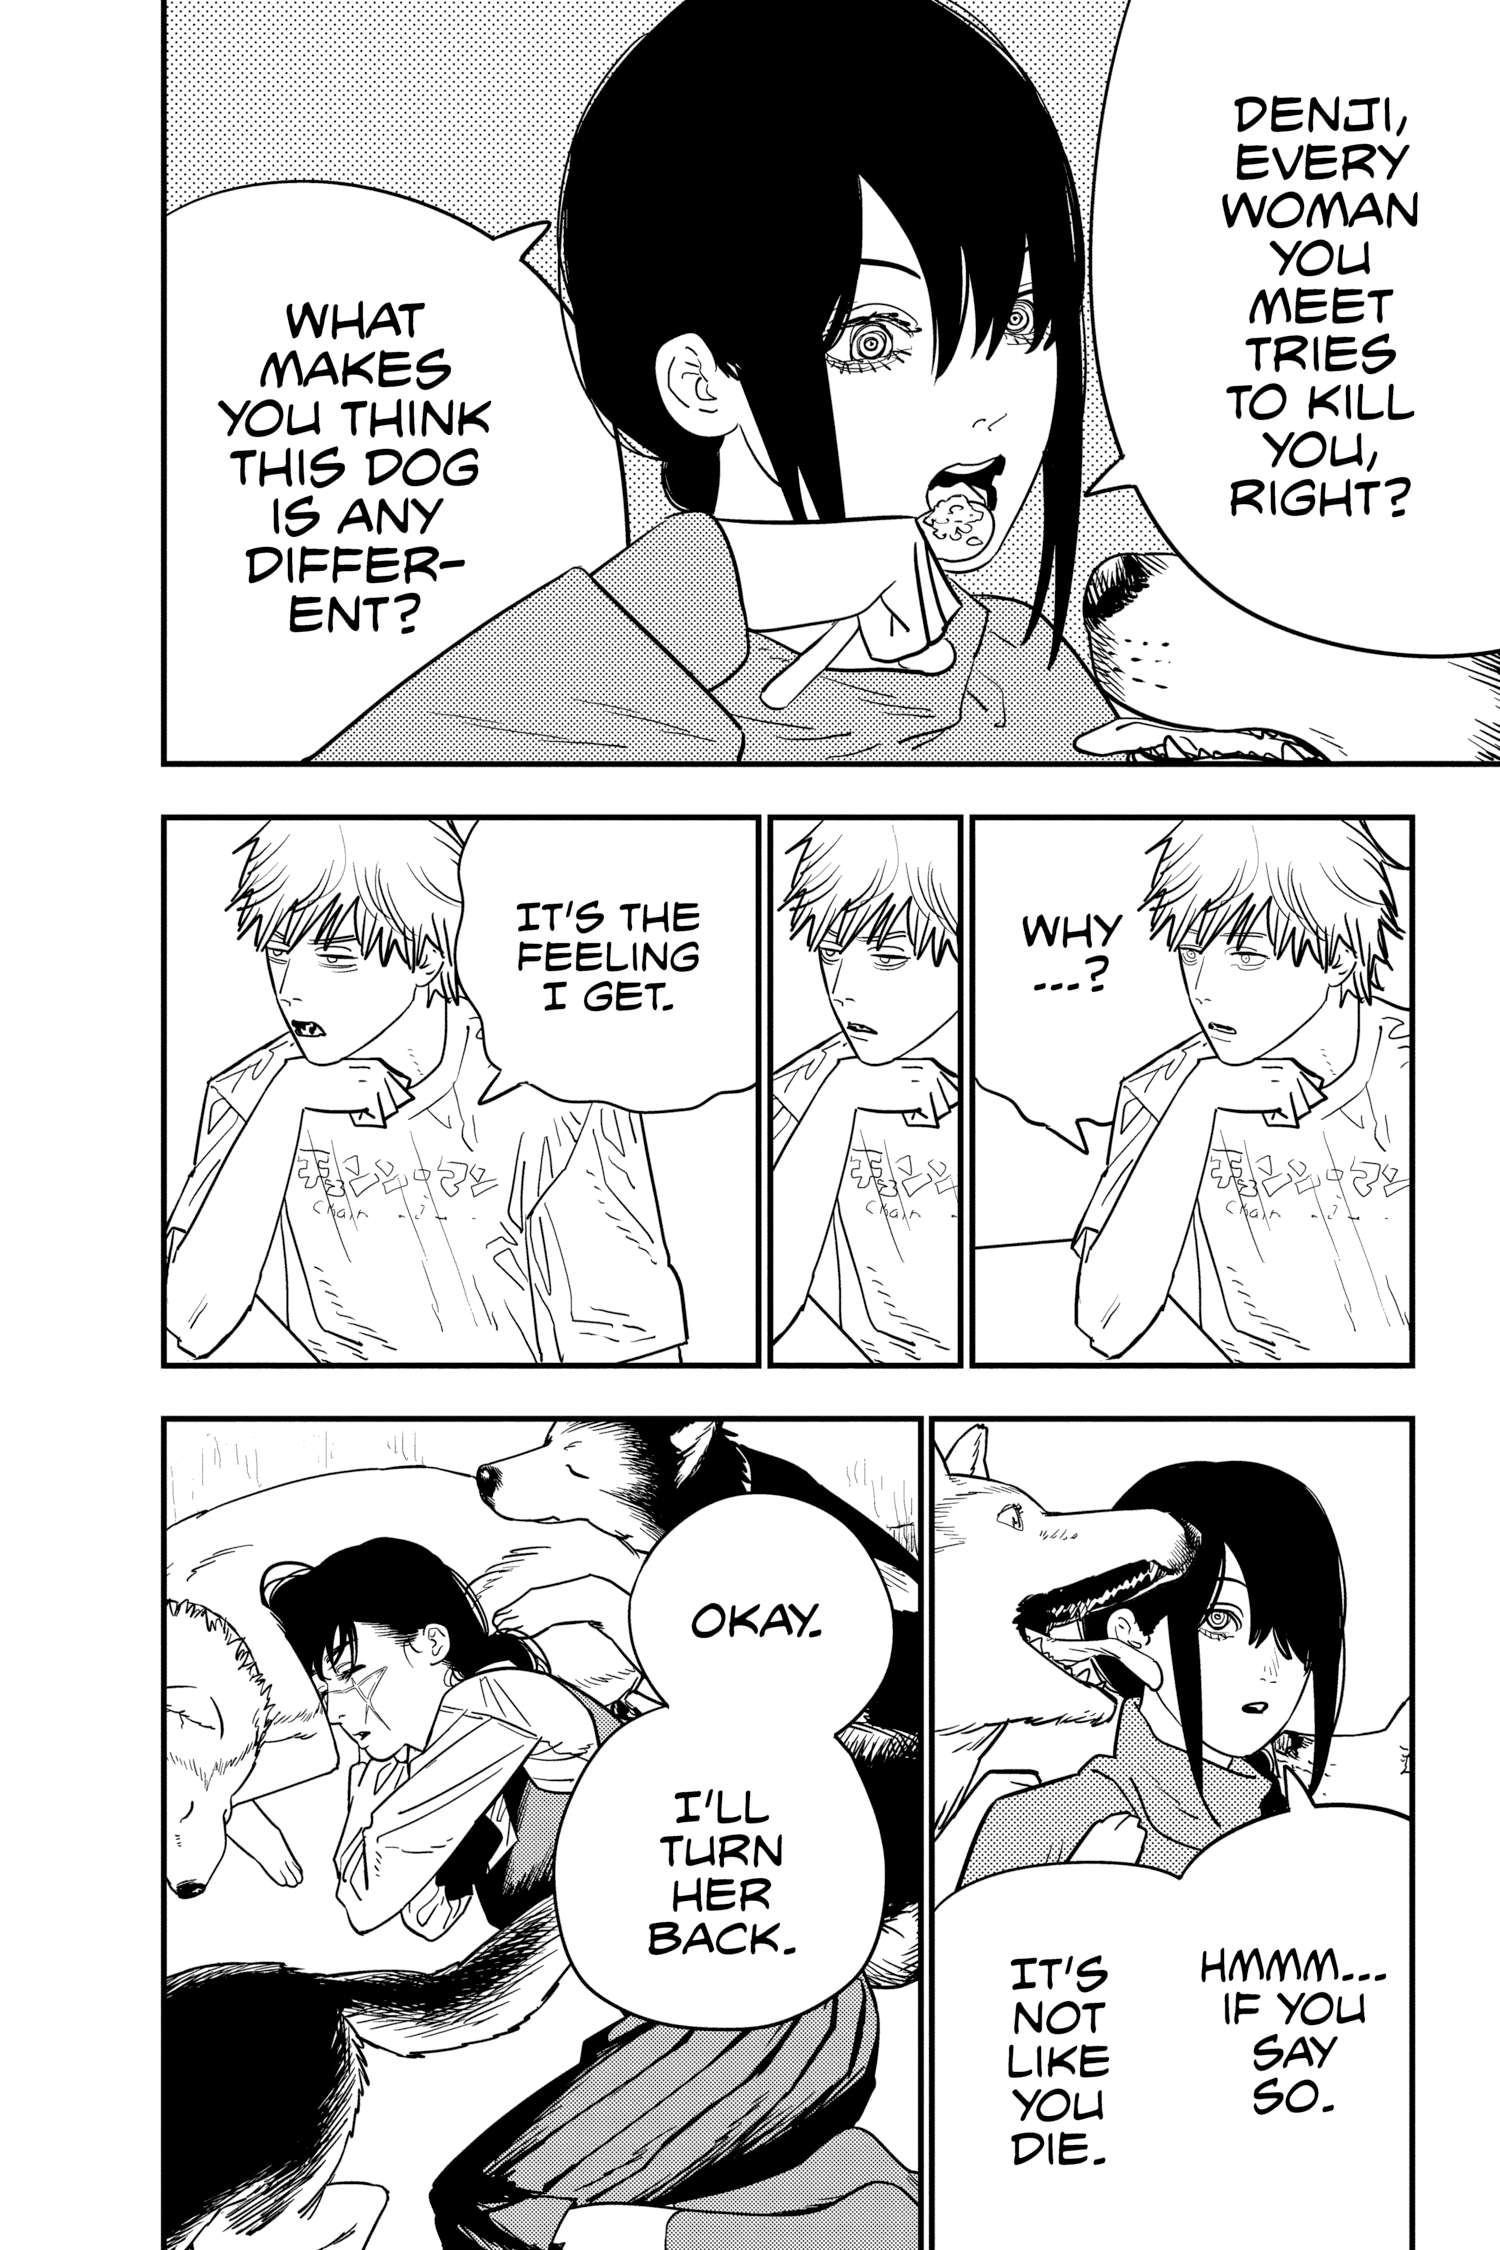 DENJI,
EVERY
WOMAN
YOU
MEET
TRIES
TO KILL
YOU,
RIGHT?
WHAT
MAKES
YOU THINK
THIS DOG
IS ANY
DIFFER-
ENT?
WHY
...?
IT'S THE
FEELING
I GET.
HMMM...
IF YOU
SAY
SO.
IT'S
NOT
LIKE
YOU
DIE.
OKAY.
I'LL
TURN
HER
BACK.